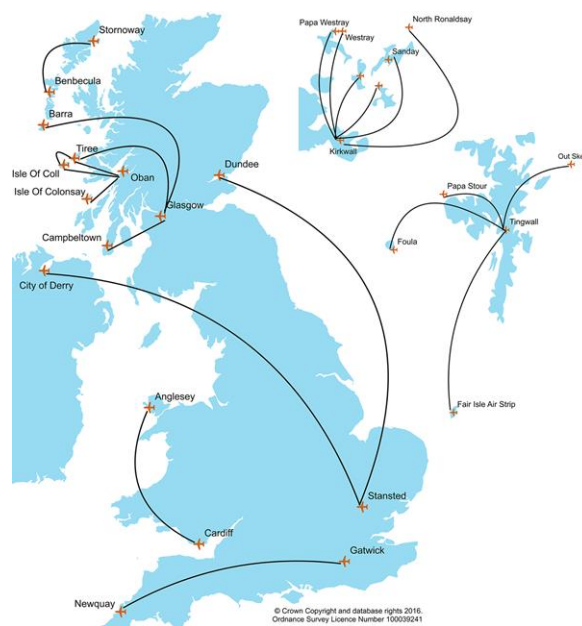 Stornoway
Benbecula
Barra
Tiree
Isle Of Coll
Oban
Isle Of Colonsay
Glasgow
Campbeltown
Dundee
City of Derry
Anglesey
Cardiff
Stansted
Gatwick
Newquay
Papa Westray
Westray
North Ronaldsay
Sanday
Kirkwall
Out Ske
Papa Stour
Tingwall
Foula
Fair Isle Air Strip
© Crown Copyright and database rights 2016.
Ordnance Survey Licence Number 100039241